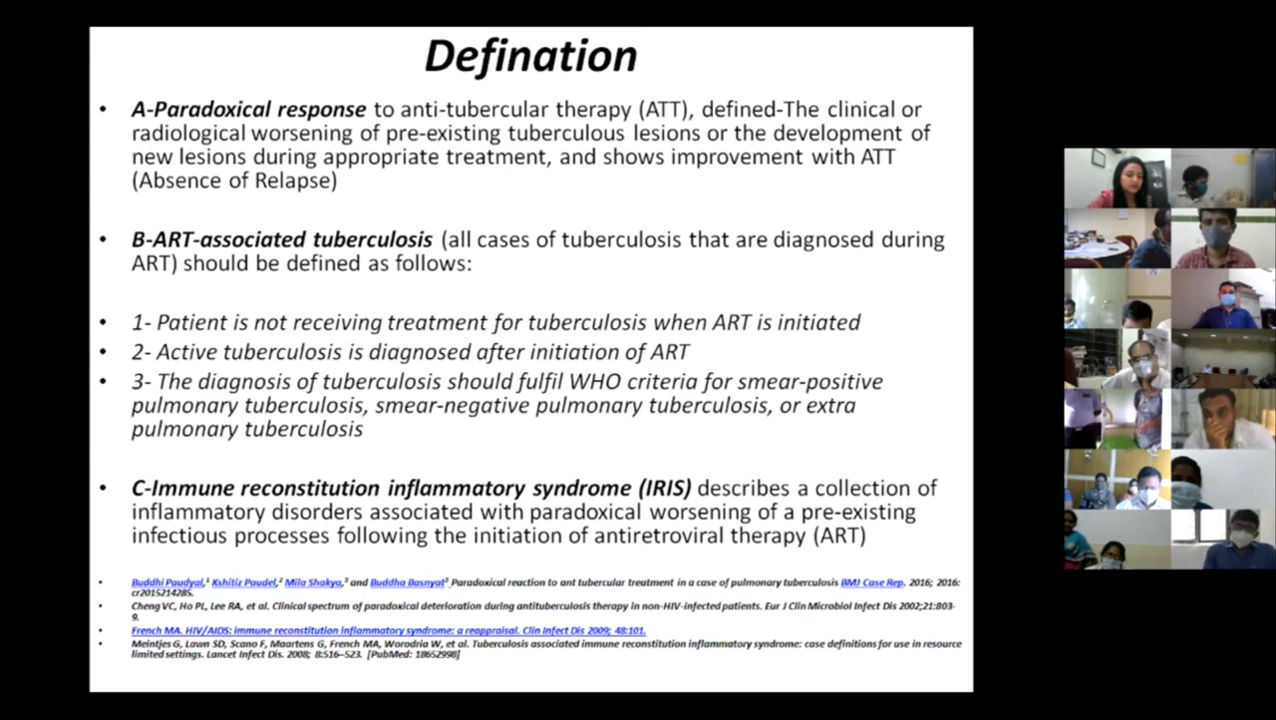 Defination
• A-Paradoxical response to anti-tubercular therapy (ATT), defined-The clinical or
radiological worsening of pre-existing tuberculous lesions or the development of
new lesions during appropriate treatment, and shows improvement with ATT
(Absence of Relapse)
• B-ART-associated tuberculosis (all cases of tuberculosis that are diagnosed during
ART) should be defined as follows:
• 1- Patient is not receiving treatment for tuberculosis when ART is initiated
• 2- Active tuberculosis is diagnosed after initiation of ART
• 3- The diagnosis of tuberculosis should fulfil WHO criteria for smear-positive
pulmonary tuberculosis, smear-negative pulmonary tuberculosis, or extra
pulmonary tuberculosis
• C-Immune reconstitution inflammatory syndrome (IRIS) describes a collection of
inflammatory disorders associated with paradoxical worsening of a pre-existing
infectious processes following the initiation of antiretroviral therapy (ART)
• Buddhi Paudyal,¹ Kshitiz Paudel,² Mila Shakya,³ and Buddha Basnyat² Paradoxical reaction to ant tubercular treatment in a case of pulmonary tuberculosis BMJ Case Rep. 2016; 2016:
cr2015214285.
• Cheng VC, Ho PL, Lee RA, et al. Clinical spectrum of paradoxical deterioration during antituberculosis therapy in non-HIV-infected patients. Eur J Clin Microbiol Infect Dis 2002;21:803-
9.
• French MA. HIV/AIDS: immune reconstitution inflammatory syndrome: a reappraisal. Clin Infect Dis 2009; 48:101.
• Meintjes G, Lawn SD, Scano F, Maartens G, French MA, Worodria W, et al. Tuberculosis associated immune reconstitution inflammatory syndrome: case definitions for use in resource
limited settings. Lancet Infect Dis. 2008; 8:516–523. [PubMed: 18652998]